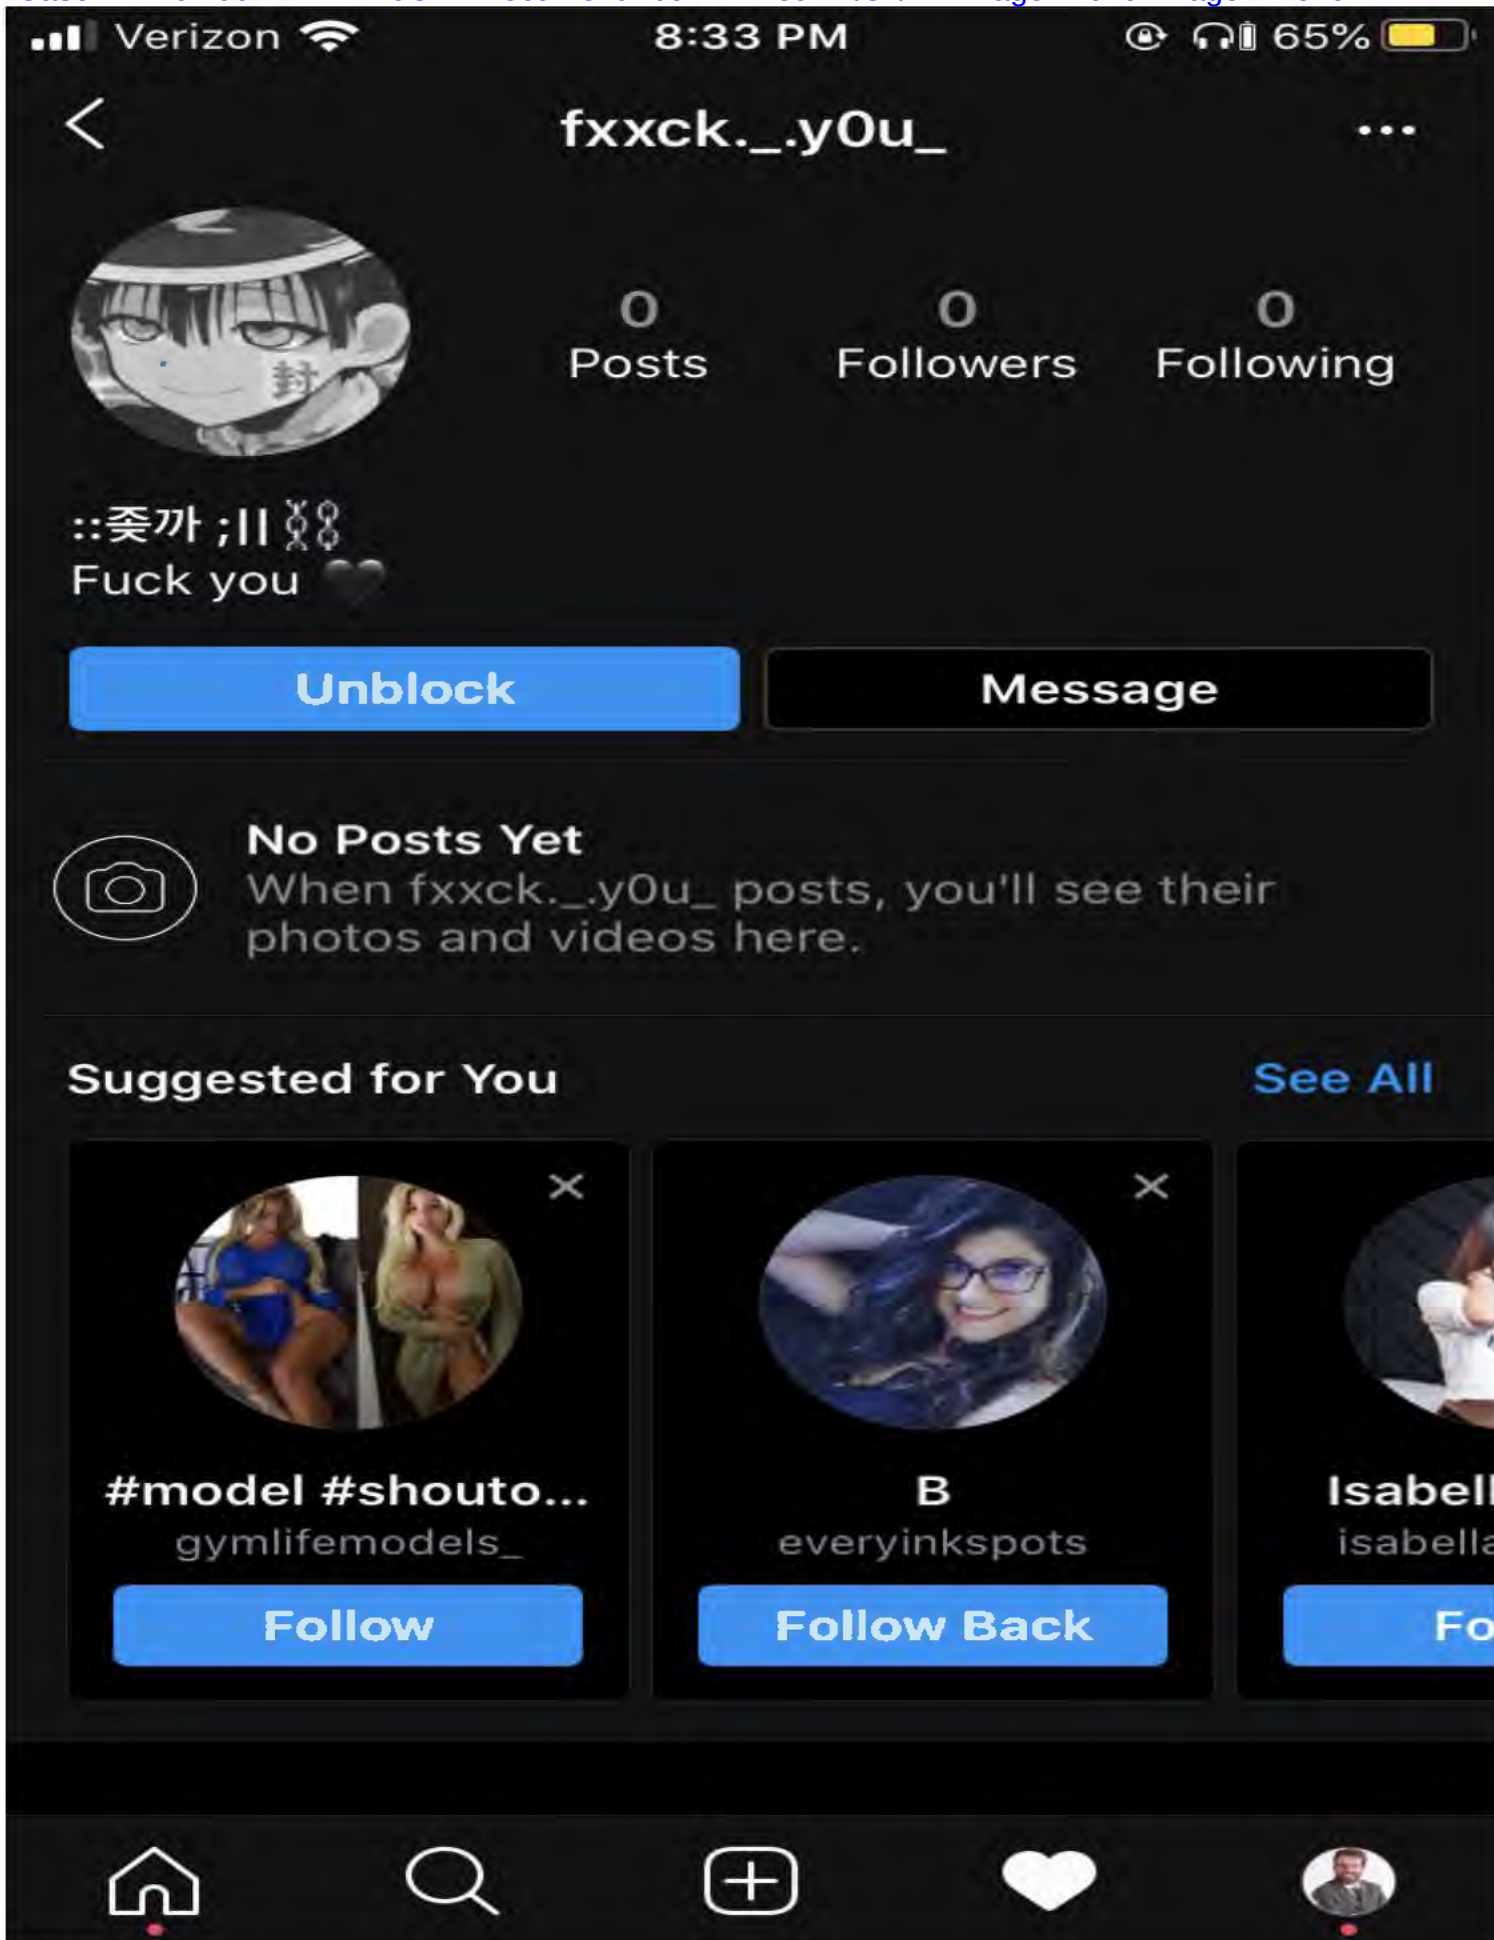 Verizon 8:33 PM 65%
fxxck._.y0u_
0 0 0
Posts Followers Following
封
::좆까 ;|| ⛓⛓
Fuck you 🖤
Unblock Message
No Posts Yet
When fxxck._.y0u_ posts, you'll see their
photos and videos here.
Suggested for You See All
#model #shouto... B Isabell
gymlifemodels_ everyinkspots isabella
Follow Follow Back Fo